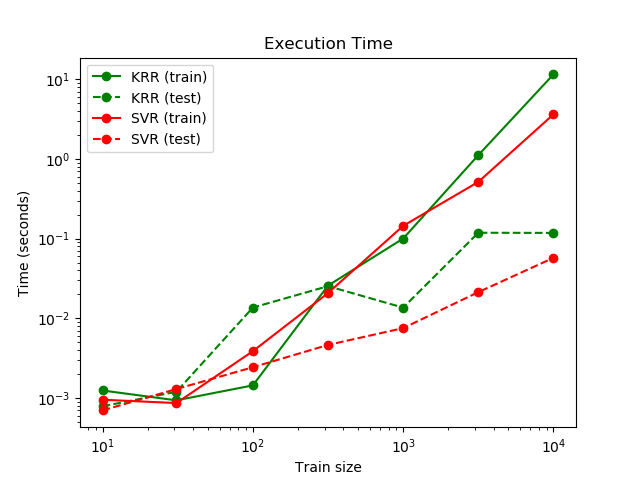 Execution Time
KRR (train)
KRR (test)
SVR (train)
SVR (test)
Time (seconds)
10¹
10⁰
10⁻¹
10⁻²
10⁻³
10¹ 10² 10³ 10⁴
Train size